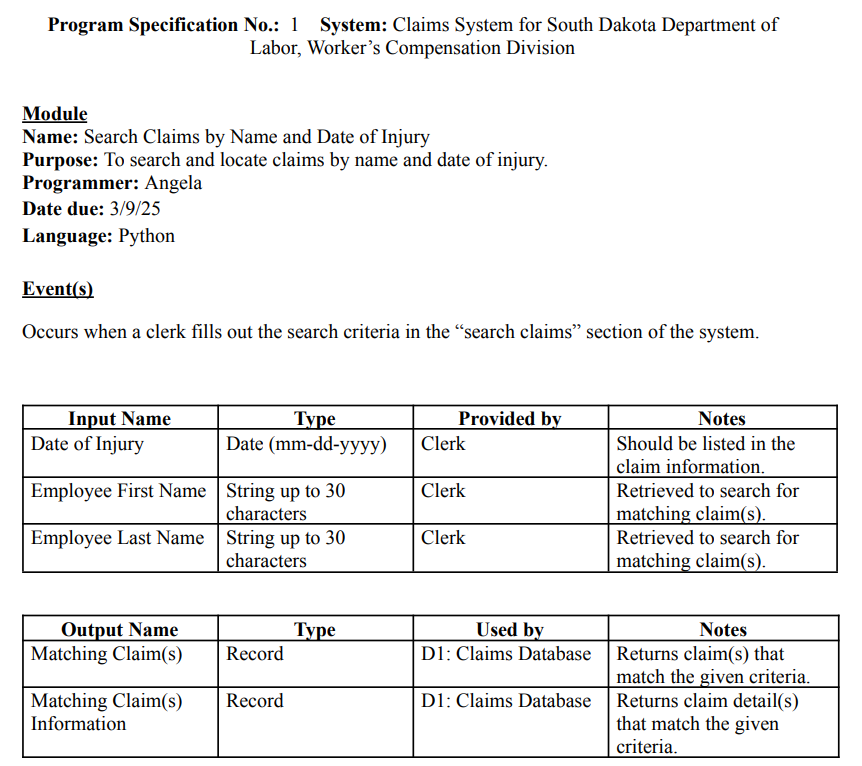 Program Specification No.: 1 System: Claims System for South Dakota Department of
Labor, Worker’s Compensation Division
Module
Name: Search Claims by Name and Date of Injury
Purpose: To search and locate claims by name and date of injury.
Programmer: Angela
Date due: 3/9/25
Language: Python
Event(s)
Occurs when a clerk fills out the search criteria in the “search claims” section of the system.
Input Name Type Provided by Notes
Date of Injury Date (mm-dd-yyyy) Clerk Should be listed in the
claim information.
Employee First Name String up to 30 Clerk Retrieved to search for
characters matching claim(s).
Employee Last Name String up to 30 Clerk Retrieved to search for
characters matching claim(s).
Output Name Type Used by Notes
Matching Claim(s) Record D1: Claims Database Returns claim(s) that
match the given criteria.
Matching Claim(s) Record D1: Claims Database Returns claim detail(s)
Information that match the given
criteria.